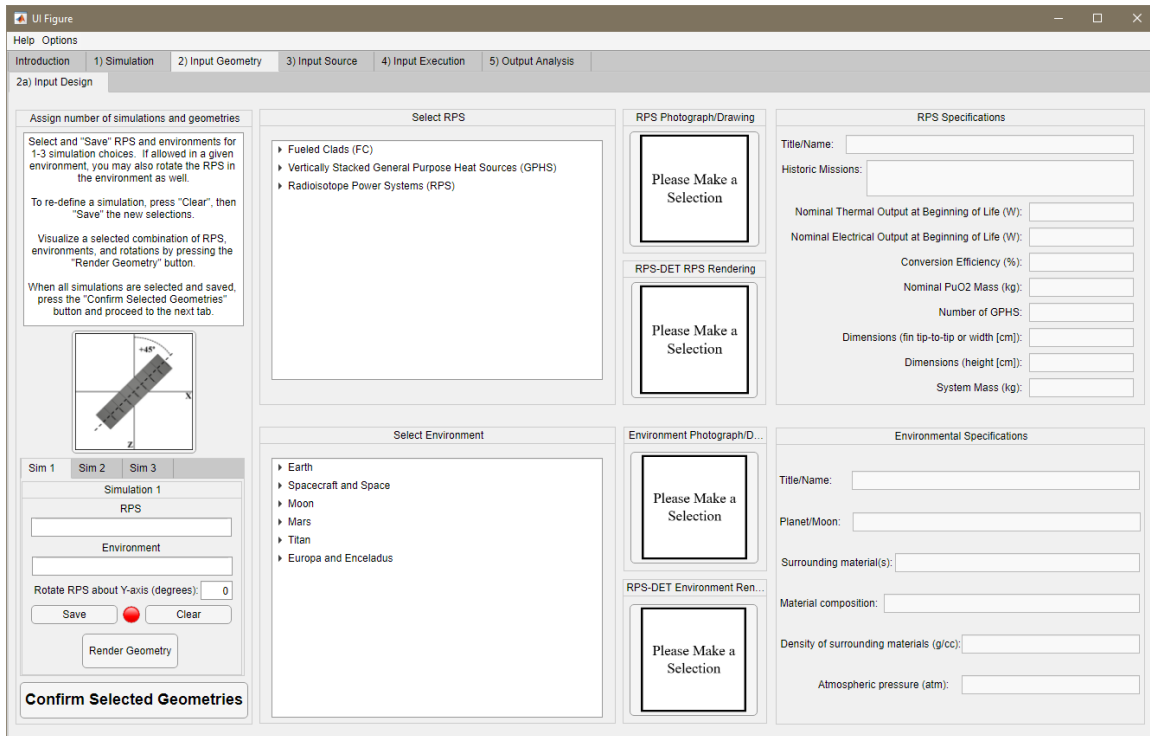 UI Figure
Help Options
Introduction
1) Simulation
2) Input Geometry
3) Input Source
4) Input Execution
5) Output Analysis
2a) Input Design
Assign number of simulations and geometries
Select and "Save" RPS and environments for
1-3 simulation choices. If allowed in a given
environment, you may also rotate the RPS in
the environment as well.
To re-define a simulation, press "Clear", then
"Save" the new selections.
Visualize a selected combination of RPS,
environments, and rotations by pressing the
"Render Geometry" button.
When all simulations are selected and saved,
press the "Confirm Selected Geometries"
button and proceed to the next tab.
+45°
X
Z
Sim 1
Sim 2
Sim 3
Simulation 1
RPS
Environment
Rotate RPS about Y-axis (degrees): 0
Save
Clear
Render Geometry
Confirm Selected Geometries
Select RPS
Fueled Clads (FC)
Vertically Stacked General Purpose Heat Sources (GPHS)
Radioisotope Power Systems (RPS)
Select Environment
Earth
Spacecraft and Space
Moon
Mars
Titan
Europa and Enceladus
RPS Photograph/Drawing
Please Make a
Selection
RPS-DET RPS Rendering
Please Make a
Selection
Environment Photograph/D...
Please Make a
Selection
RPS-DET Environment Ren...
Please Make a
Selection
RPS Specifications
Title/Name:
Historic Missions:
Nominal Thermal Output at Beginning of Life (W):
Nominal Electrical Output at Beginning of Life (W):
Conversion Efficiency (%):
Nominal PuO2 Mass (kg):
Number of GPHS:
Dimensions (fin tip-to-tip or width [cm]):
Dimensions (height [cm]):
System Mass (kg):
Environmental Specifications
Title/Name:
Planet/Moon:
Surrounding material(s):
Material composition:
Density of surrounding materials (g/cc):
Atmospheric pressure (atm):